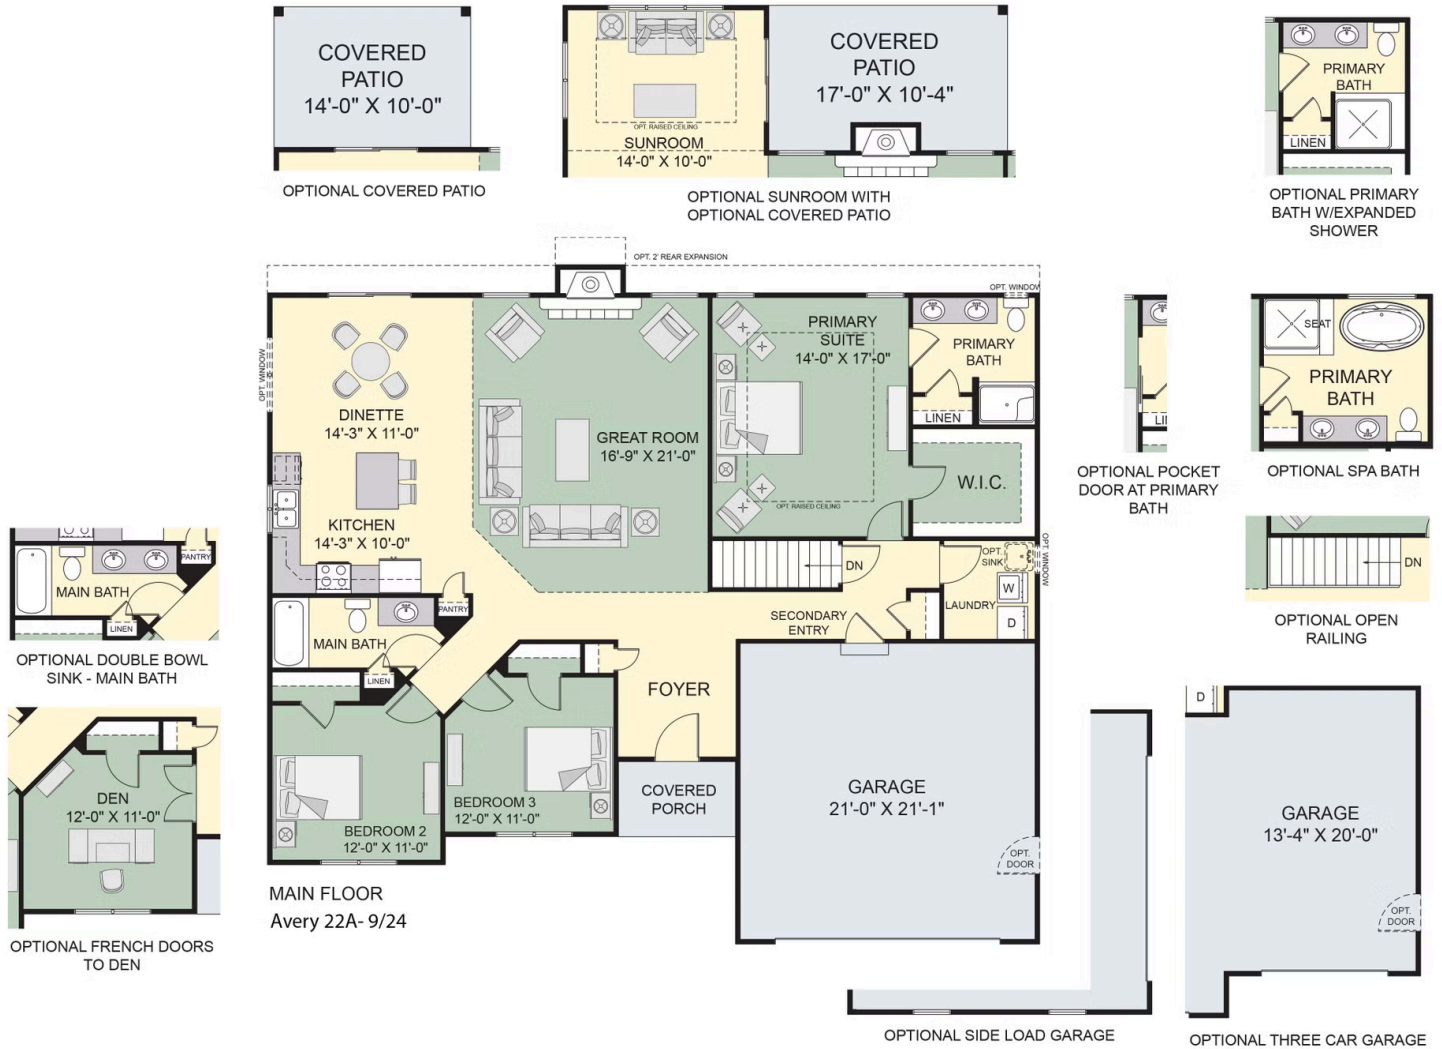 COVERED
PATIO
14'-0" X 10'-0"
OPTIONAL COVERED PATIO
OPT. RAISED CEILING
SUNROOM
14'-0" X 10'-0"
COVERED
PATIO
17'-0" X 10'-4"
OPTIONAL SUNROOM WITH
OPTIONAL COVERED PATIO
PRIMARY
BATH
LINEN
OPTIONAL PRIMARY
BATH W/EXPANDED
SHOWER
OPT. 2' REAR EXPANSION
OPT. WINDOW
OPT. WINDOW
DINETTE
14'-3" X 11'-0"
KITCHEN
14'-3" X 10'-0"
GREAT ROOM
16'-9" X 21'-0"
PRIMARY
SUITE
14'-0" X 17'-0"
OPT. RAISED CEILING
PRIMARY
BATH
LINEN
W.I.C.
DN
OPT.
SINK
OPT. WINDOW
W
LAUNDRY
D
SECONDARY
ENTRY
PANTRY
MAIN BATH
LINEN
FOYER
BEDROOM 2
12'-0" X 11'-0"
BEDROOM 3
12'-0" X 11'-0"
COVERED
PORCH
GARAGE
21'-0" X 21'-1"
OPT.
DOOR
MAIN FLOOR
Avery 22A- 9/24
PANTRY
MAIN BATH
LINEN
OPTIONAL DOUBLE BOWL
SINK - MAIN BATH
DEN
12'-0" X 11'-0"
OPTIONAL FRENCH DOORS
TO DEN
LI
OPTIONAL POCKET
DOOR AT PRIMARY
BATH
SEAT
PRIMARY
BATH
OPTIONAL SPA BATH
DN
OPTIONAL OPEN
RAILING
OPTIONAL SIDE LOAD GARAGE
D
GARAGE
13'-4" X 20'-0"
OPT.
DOOR
OPTIONAL THREE CAR GARAGE